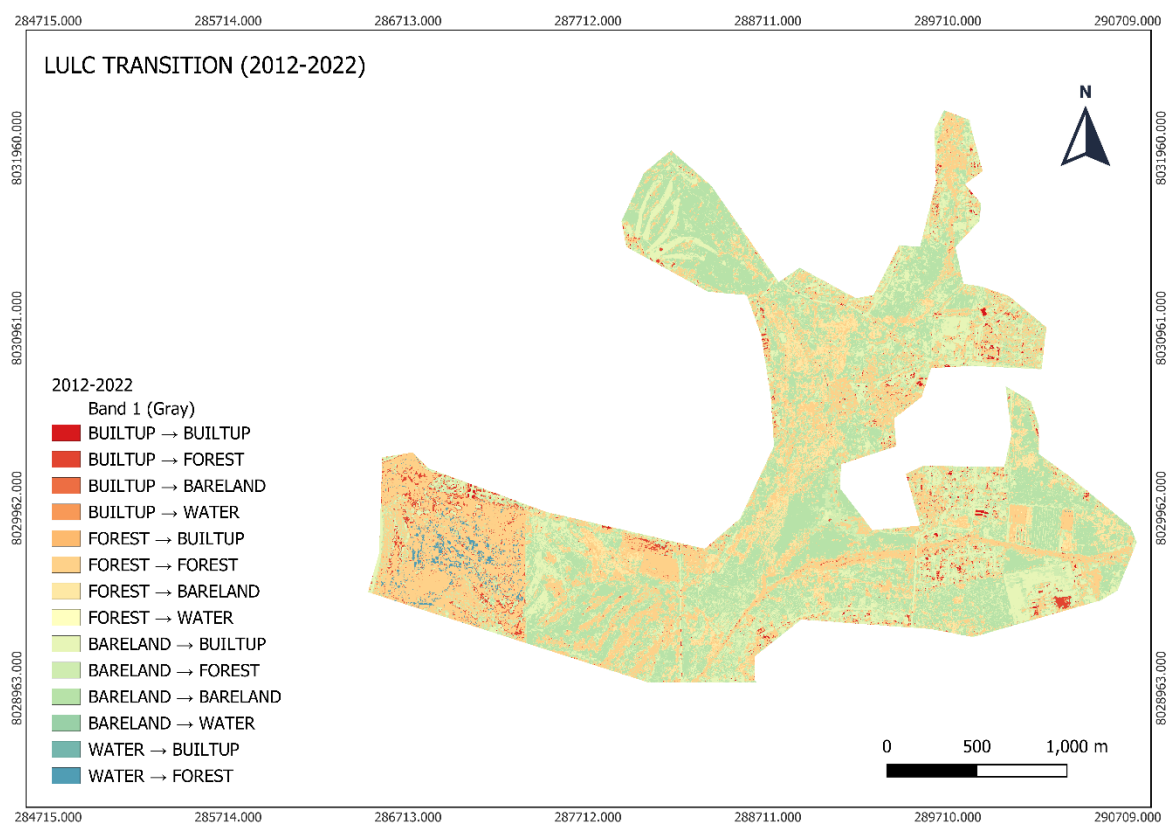 284715.000 285714.000 286713.000 287712.000 288711.000 289710.000 290709.000
LULC TRANSITION (2012-2022)
N
8031960.000 8031960.000
8030961.000 8030961.000
2012-2022
Band 1 (Gray)
BUILTUP → BUILTUP
BUILTUP → FOREST
BUILTUP → BARELAND
BUILTUP → WATER
FOREST → BUILTUP
FOREST → FOREST
FOREST → BARELAND
FOREST → WATER
BARELAND → BUILTUP
BARELAND → FOREST
BARELAND → BARELAND
BARELAND → WATER
WATER → BUILTUP
WATER → FOREST
8029962.000 8029962.000
8028963.000 8028963.000
0 500 1,000 m
284715.000 285714.000 286713.000 287712.000 288711.000 289710.000 290709.000